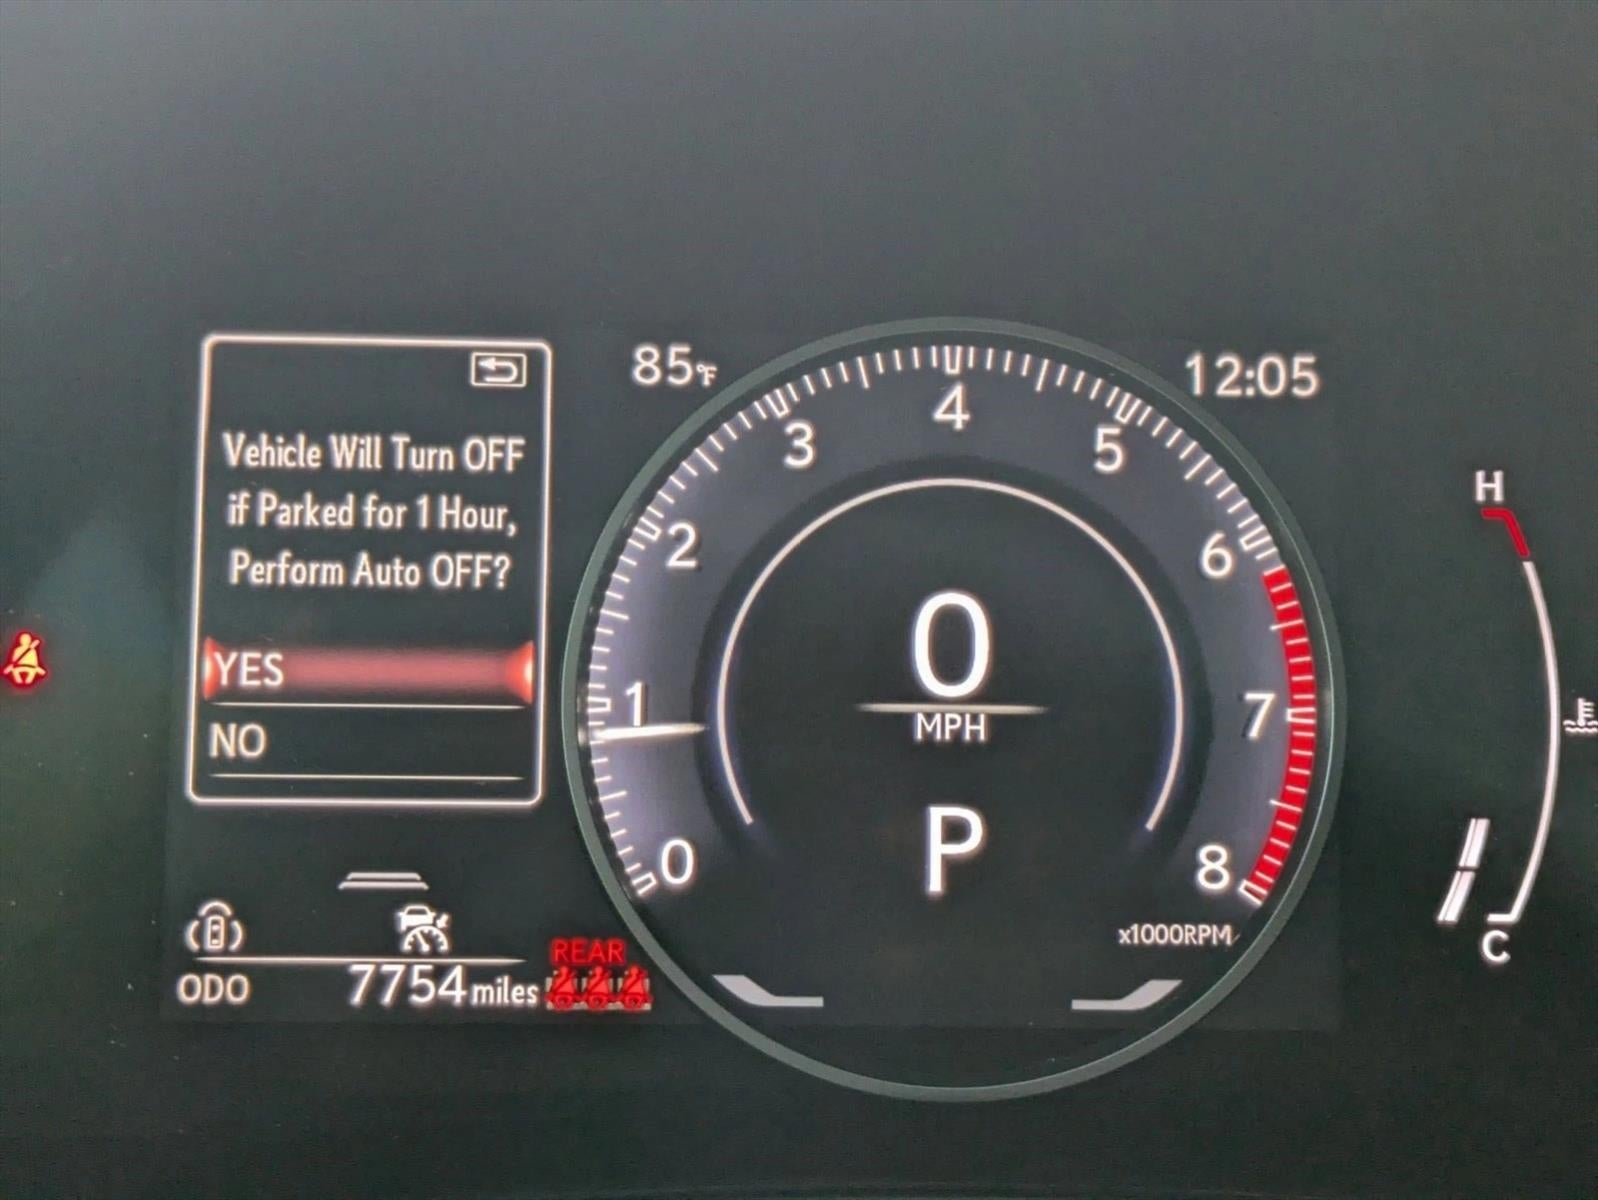 85°F
12:05
Vehicle Will Turn OFF
if Parked for 1 Hour,
Perform Auto OFF?
YES
NO
0
1
2
3
4
5
6
7
8
0
MPH
P
x1000RPM
H
C
REAR
ODO 7754 miles